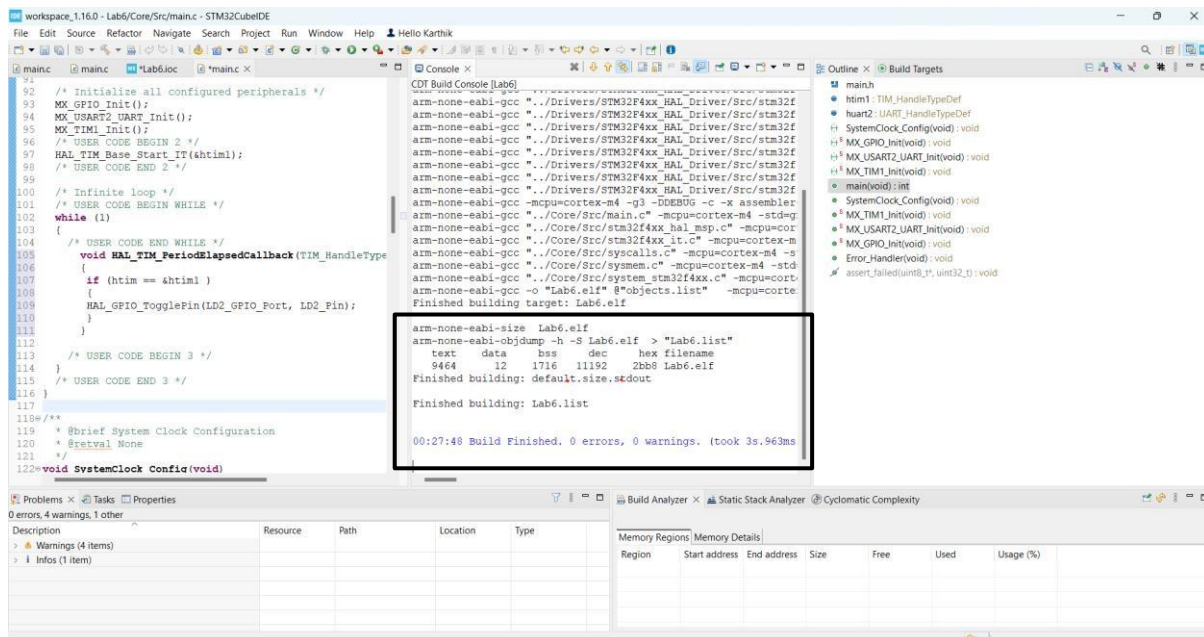 workspace_1.16.0 - Lab6/Core/Src/main.c - STM32CubeIDE
File Edit Source Refactor Navigate Search Project Run Window Help Hello Karthik
main.c main.c *Lab6.ioc *main.c
91
92 /* Initialize all configured peripherals */
93 MX_GPIO_Init();
94 MX_USART2_UART_Init();
95 MX_TIM1_Init();
96 /* USER CODE BEGIN 2 */
97 HAL_TIM_Base_Start_IT(&htim1);
98 /* USER CODE END 2 */
99
100 /* Infinite loop */
101 /* USER CODE BEGIN WHILE */
102 while (1)
103 {
104 /* USER CODE END WHILE */
105 void HAL_TIM_PeriodElapsedCallback(TIM_HandleType
106 {
107 if (htim == &htim1 )
108 {
109 HAL_GPIO_TogglePin(LD2_GPIO_Port, LD2_Pin);
110 }
111 }
112
113 /* USER CODE BEGIN 3 */
114 }
115 /* USER CODE END 3 */
116 }
117
118 /**
119 * @brief System Clock Configuration
120 * @retval None
121 */
122 void SystemClock_Config(void)
Console
CDT Build Console [Lab6]
arm-none-eabi-gcc "../Drivers/STM32F4xx_HAL_Driver/Src/stm32f
arm-none-eabi-gcc "../Drivers/STM32F4xx_HAL_Driver/Src/stm32f
arm-none-eabi-gcc "../Drivers/STM32F4xx_HAL_Driver/Src/stm32f
arm-none-eabi-gcc "../Drivers/STM32F4xx_HAL_Driver/Src/stm32f
arm-none-eabi-gcc "../Drivers/STM32F4xx_HAL_Driver/Src/stm32f
arm-none-eabi-gcc "../Drivers/STM32F4xx_HAL_Driver/Src/stm32f
arm-none-eabi-gcc "../Drivers/STM32F4xx_HAL_Driver/Src/stm32f
arm-none-eabi-gcc "../Drivers/STM32F4xx_HAL_Driver/Src/stm32f
arm-none-eabi-gcc -mcpu=cortex-m4 -g3 -DDEBUG -c -x assembler
arm-none-eabi-gcc "../Core/Src/main.c" -mcpu=cortex-m4 -std=g
arm-none-eabi-gcc "../Core/Src/stm32f4xx_hal_msp.c" -mcpu=cor
arm-none-eabi-gcc "../Core/Src/stm32f4xx_it.c" -mcpu=cortex-m
arm-none-eabi-gcc "../Core/Src/syscalls.c" -mcpu=cortex-m4 -s
arm-none-eabi-gcc "../Core/Src/sysmem.c" -mcpu=cortex-m4 -std
arm-none-eabi-gcc "../Core/Src/system_stm32f4xx.c" -mcpu=cort
arm-none-eabi-gcc -o "Lab6.elf" @"objects.list" -mcpu=corte
Finished building target: Lab6.elf
arm-none-eabi-size Lab6.elf
arm-none-eabi-objdump -h -S Lab6.elf > "Lab6.list"
text data bss dec hex filename
9464 12 1716 11192 2bb8 Lab6.elf
Finished building: default.size.stdout
Finished building: Lab6.list
00:27:48 Build Finished. 0 errors, 0 warnings. (took 3s.963ms
Outline Build Targets
main.h
htim1 : TIM_HandleTypeDef
huart2 : UART_HandleTypeDef
SystemClock_Config(void) : void
MX_GPIO_Init(void) : void
MX_USART2_UART_Init(void) : void
MX_TIM1_Init(void) : void
main(void) : int
SystemClock_Config(void) : void
MX_TIM1_Init(void) : void
MX_USART2_UART_Init(void) : void
MX_GPIO_Init(void) : void
Error_Handler(void) : void
assert_failed(uint8_t*, uint32_t) : void
Problems Tasks Properties
0 errors, 4 warnings, 1 other
Description Resource Path Location Type
Warnings (4 items)
Infos (1 item)
Build Analyzer Static Stack Analyzer Cyclomatic Complexity
Memory Regions Memory Details
Region Start address End address Size Free Used Usage (%)